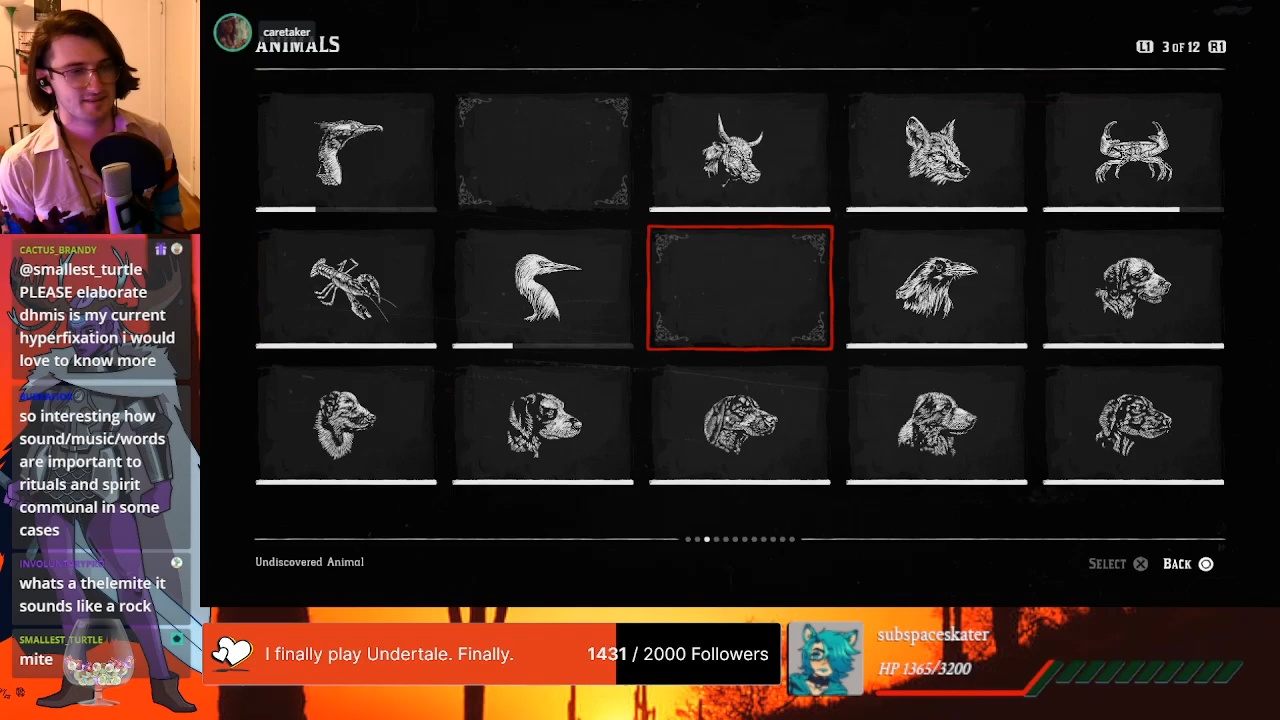 caretaker
ANIMALS
L1 3 OF 12 R1
CACTUS_BRANDY
@smallest_turtle
PLEASE elaborate
dhmis is my current
hyperfixation i would
love to know more
so interesting how
sound/music/words
are important to
rituals and spirit
communal in some
cases
whats a thelemite it
sounds like a rock
SMALLEST_TURTLE
mite
Undiscovered Animal
SELECT
BACK
I finally play Undertale. Finally.
1431 / 2000 Followers
subspaceskater
HP 1365/3200